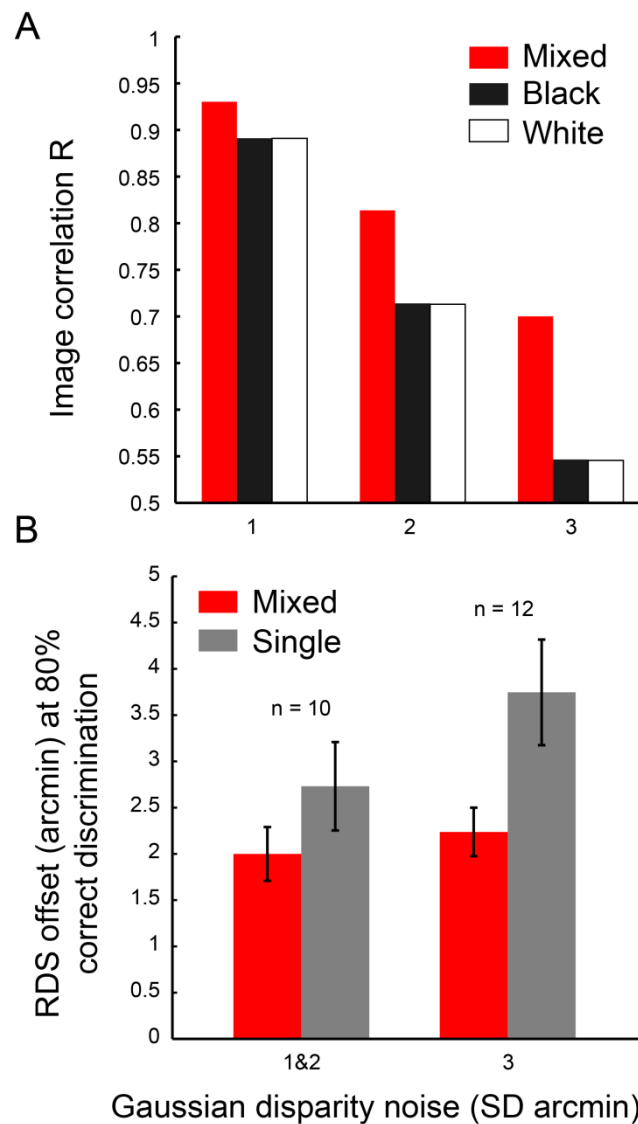 A
Image correlation R
1
0.95
0.9
0.85
0.8
0.75
0.7
0.65
0.6
0.55
0.5
Mixed
Black
White
1 2 3
B
RDS offset (arcmin) at 80%
correct discrimination
5
4.5
4
3.5
3
2.5
2
1.5
1
0.5
0
Mixed
Single
n = 10
n = 12
1&2 3
Gaussian disparity noise (SD arcmin)